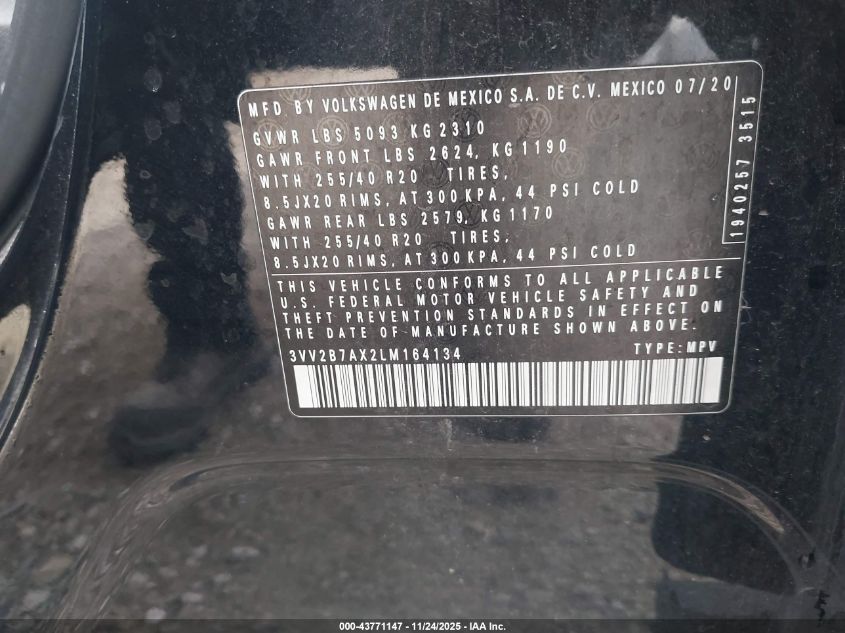 MFD BY VOLKSWAGEN DE MEXICO S.A. DE C.V. MEXICO 07/20
GVWR LBS 5093 KG 2310
GAWR FRONT LBS 2624, KG 1190
WITH 255/40 R20 TIRES,
8.5JX20 RIMS, AT 300 KPA, 44 PSI COLD
GAWR REAR LBS 2579, KG 1170
WITH 255/40 R20 TIRES,
8.5JX20 RIMS, AT 300 KPA, 44 PSI COLD
1940257 3515
THIS VEHICLE CONFORMS TO ALL APPLICABLE
U.S. FEDERAL MOTOR VEHICLE SAFETY AND
THEFT PREVENTION STANDARDS IN EFFECT ON
THE DATE OF MANUFACTURE SHOWN ABOVE.
3VV2B7AX2LM164134 TYPE: MPV
000-43771147 - 11/24/2025 - IAA Inc.